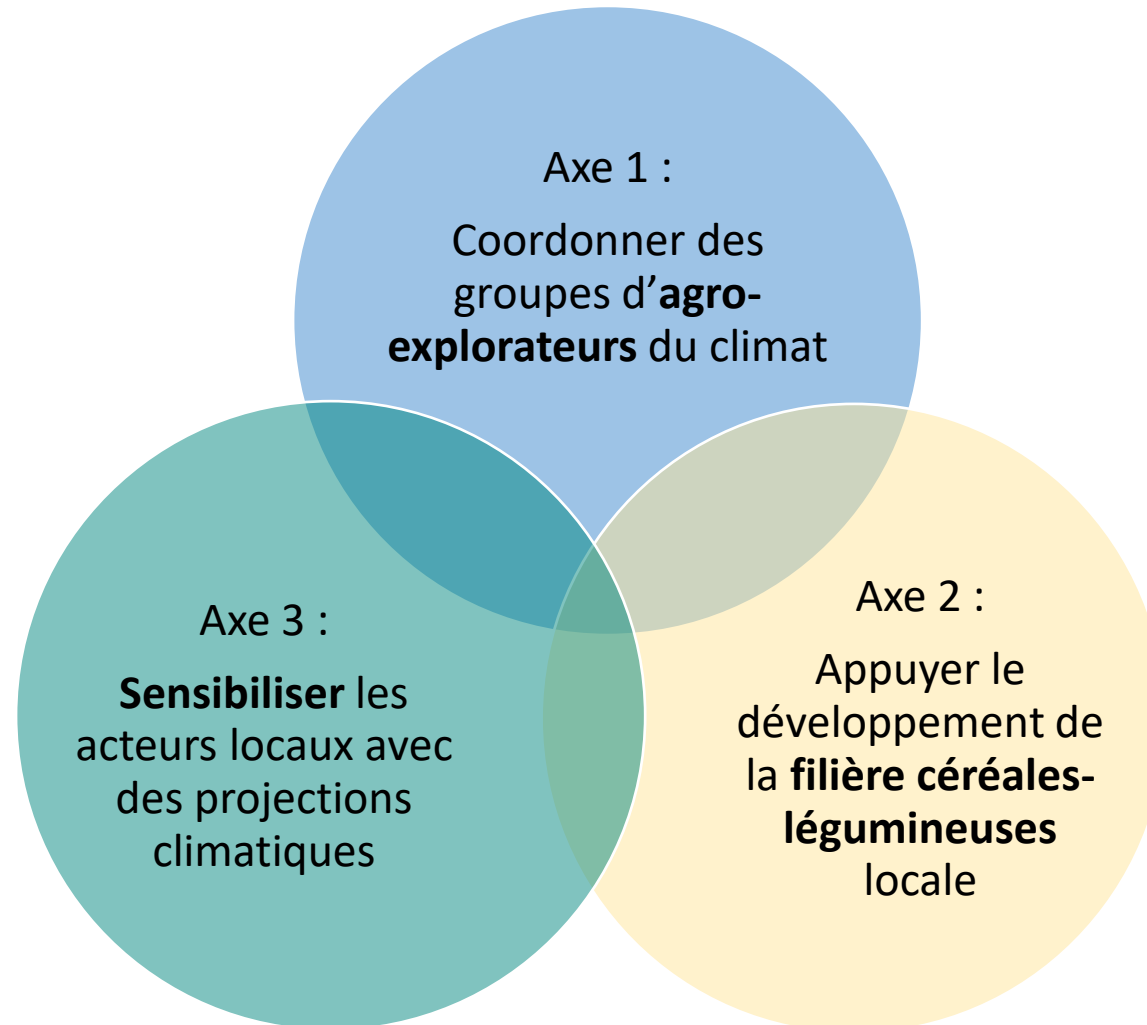 Axe 1 :
Coordonner des
groupes d’agro-
explorateurs du climat
Axe 2 :
Appuyer le
développement de
la filière céréales-
légumineuses
locale
Axe 3 :
Sensibiliser les
acteurs locaux avec
des projections
climatiques